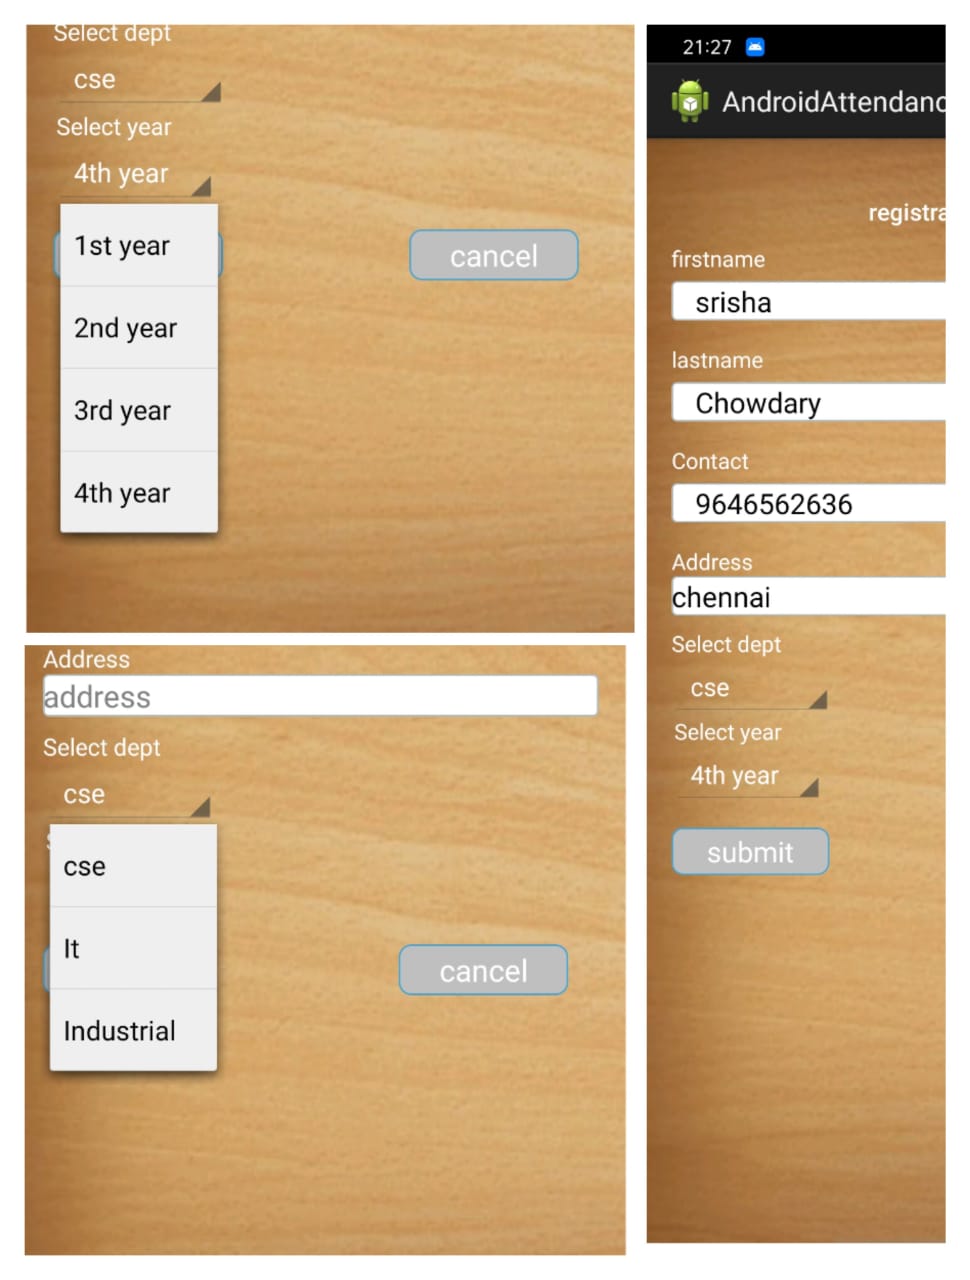 Select dept
cse
Select year
4th year
1st year
2nd year
3rd year
4th year
cancel
Address
address
Select dept
cse
cse
It
Industrial
cancel
21:27
AndroidAttendanc
registra
firstname
srisha
lastname
Chowdary
Contact
9646562636
Address
chennai
Select dept
cse
Select year
4th year
submit